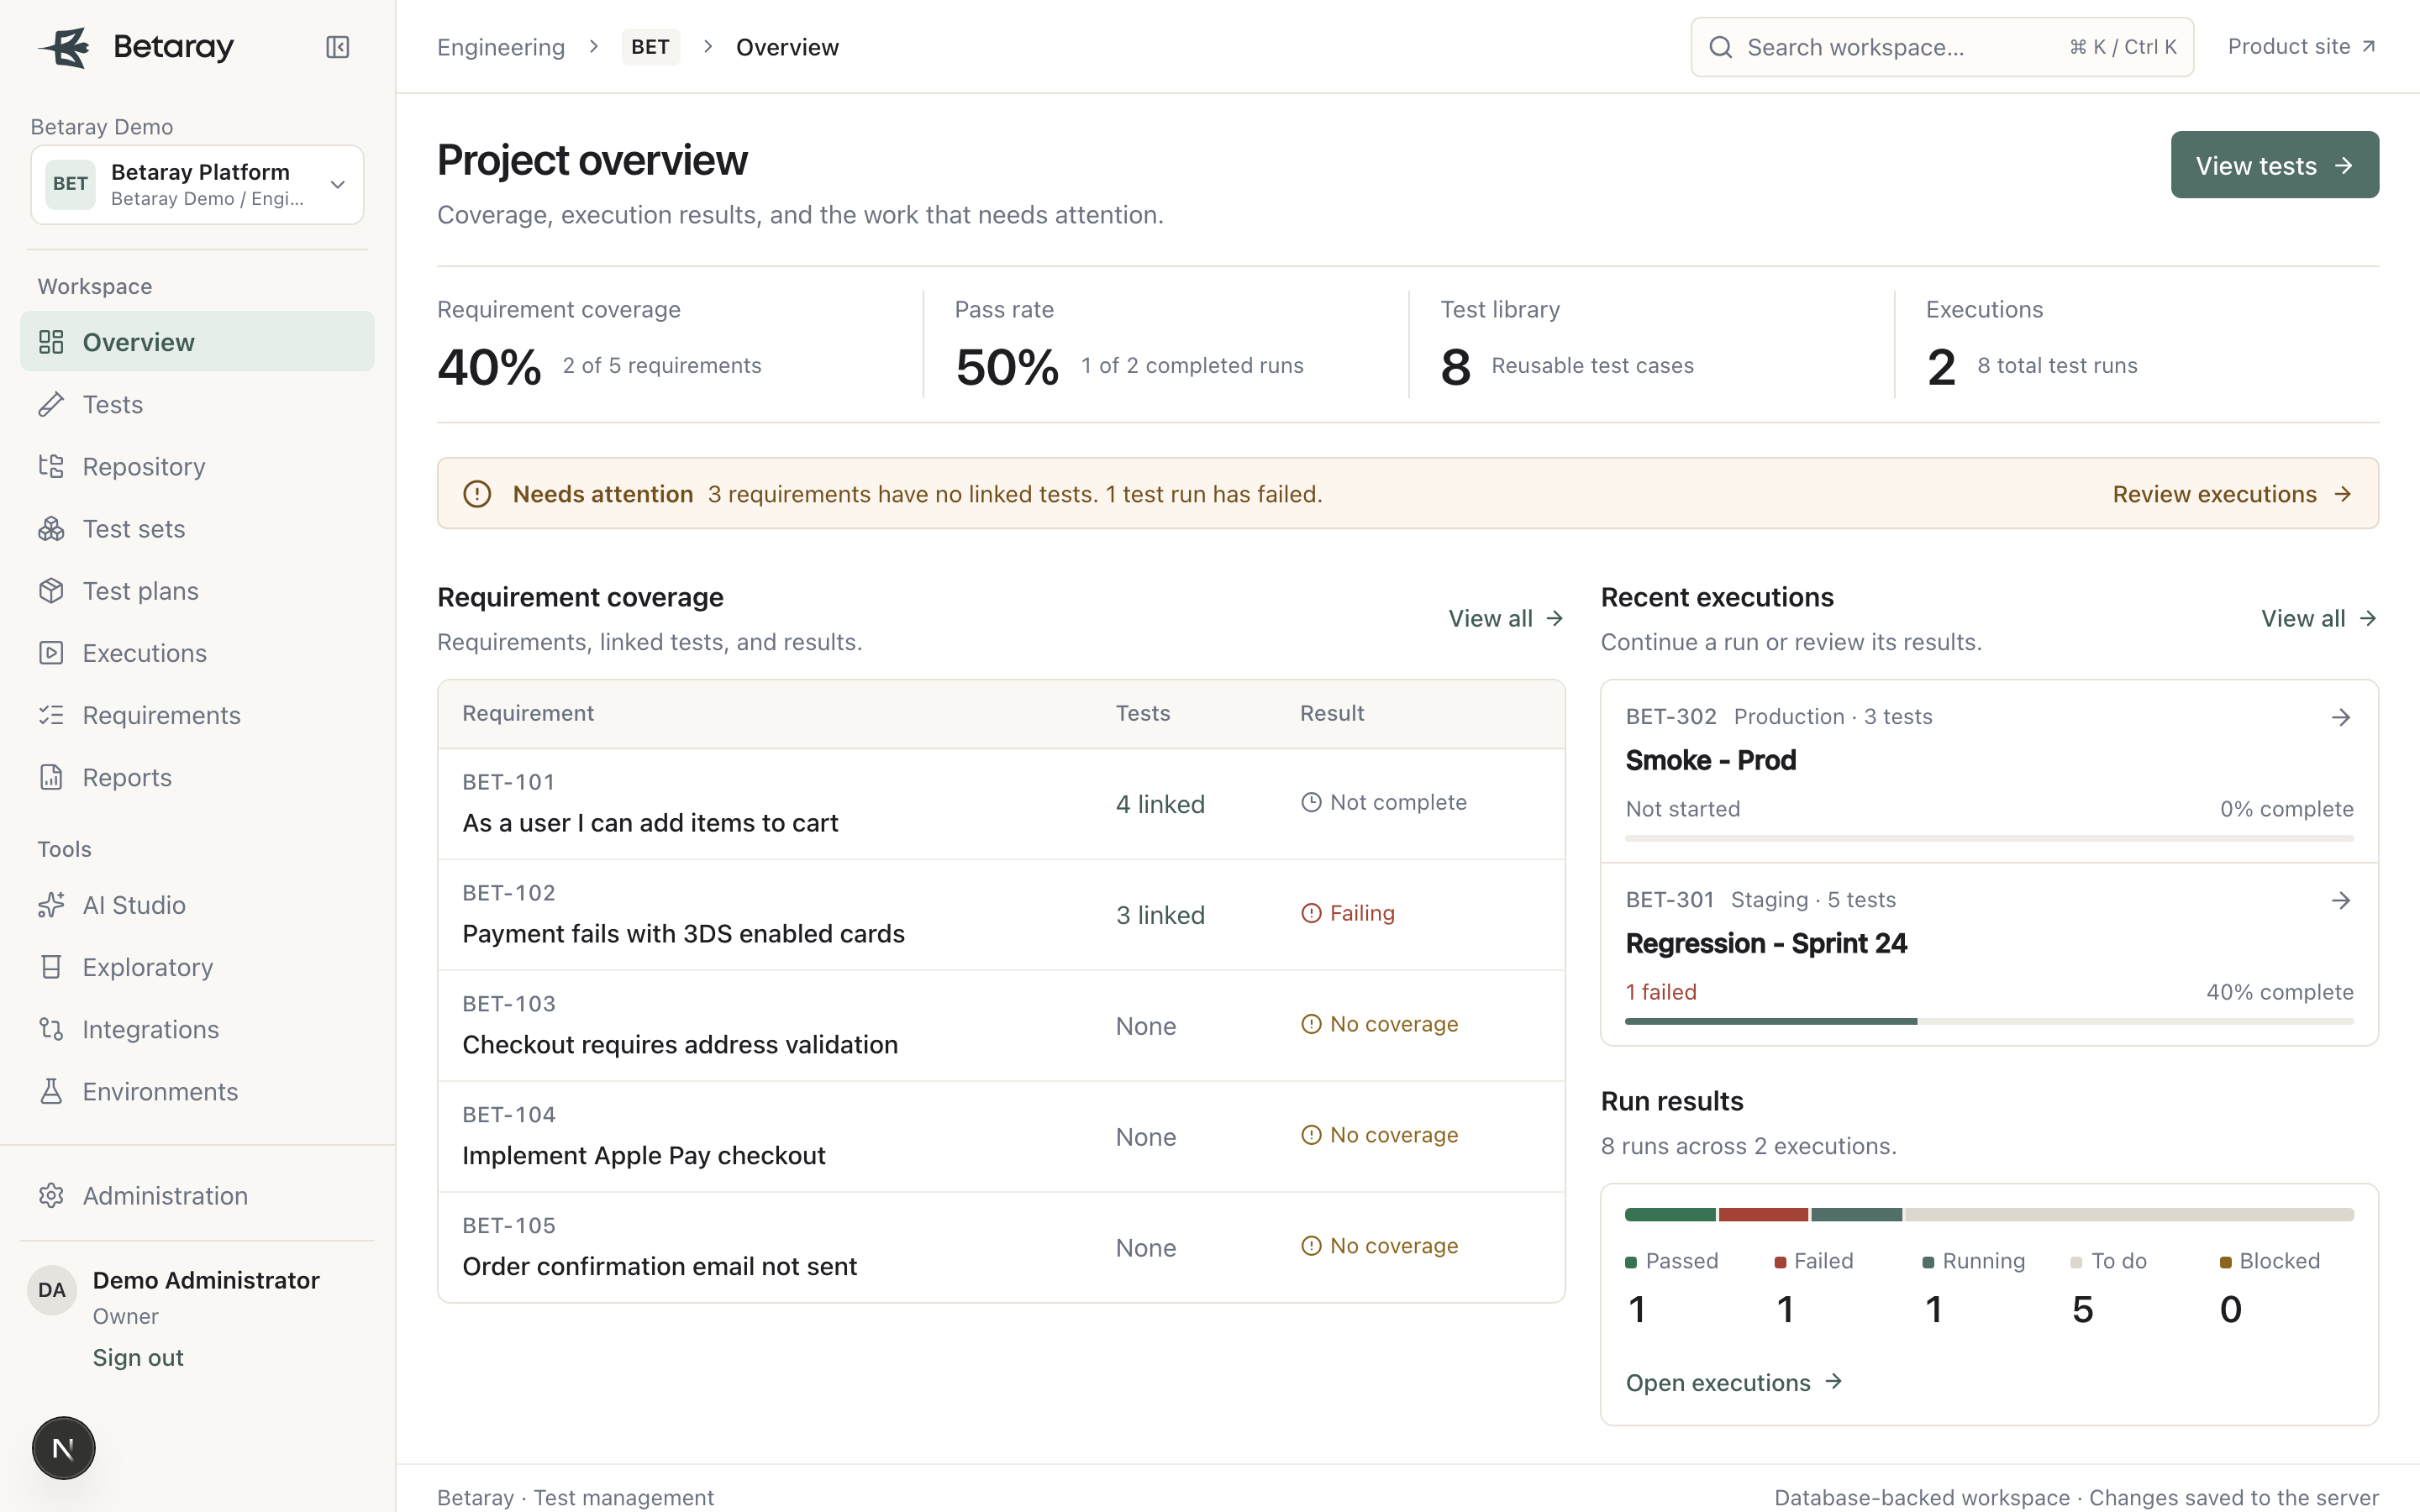 Betaray
Betaray Demo
BET
Betaray Platform
Betaray Demo / Engi...
Workspace
Overview
Tests
Repository
Test sets
Test plans
Executions
Requirements
Reports
Tools
AI Studio
Exploratory
Integrations
Environments
Administration
DA
Demo Administrator
Owner
Sign out
N
Engineering > BET > Overview
Search workspace... ⌘ K / Ctrl K
Product site ↗
Project overview
Coverage, execution results, and the work that needs attention.
View tests →
Requirement coverage
40% 2 of 5 requirements
Pass rate
50% 1 of 2 completed runs
Test library
8 Reusable test cases
Executions
2 8 total test runs
Needs attention 3 requirements have no linked tests. 1 test run has failed.
Review executions →
Requirement coverage
Requirements, linked tests, and results.
View all →
Requirement Tests Result
BET-101
As a user I can add items to cart
4 linked
Not complete
BET-102
Payment fails with 3DS enabled cards
3 linked
Failing
BET-103
Checkout requires address validation
None
No coverage
BET-104
Implement Apple Pay checkout
None
No coverage
BET-105
Order confirmation email not sent
None
No coverage
Recent executions
Continue a run or review its results.
View all →
BET-302 Production · 3 tests →
Smoke - Prod
Not started 0% complete
BET-301 Staging · 5 tests →
Regression - Sprint 24
1 failed 40% complete
Run results
8 runs across 2 executions.
Passed Failed Running To do Blocked
1 1 1 5 0
Open executions →
Betaray · Test management
Database-backed workspace · Changes saved to the server